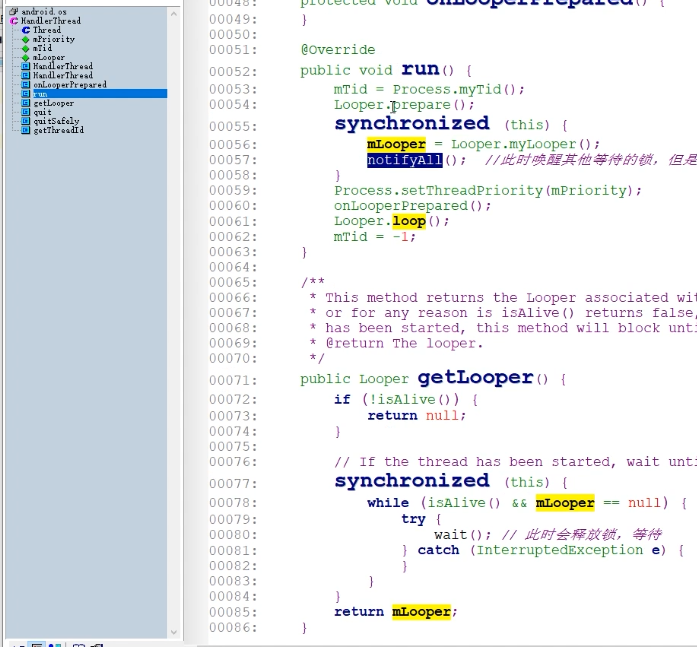 android.os
HandlerThread
Thread
mPriority
mTid
mLooper
HandlerThread
HandlerThread
onLooperPrepared
run
getLooper
quit
quitSafely
getThreadId
00048: protected void onLooperPrepared() {
00049: }
00050:
00051: @Override
00052: public void run() {
00053: mTid = Process.myTid();
00054: Looper.prepare();
00055: synchronized (this) {
00056: mLooper = Looper.myLooper();
00057: notifyAll(); //此时唤醒其他等待的锁，但是
00058: }
00059: Process.setThreadPriority(mPriority);
00060: onLooperPrepared();
00061: Looper.loop();
00062: mTid = -1;
00063: }
00064:
00065: /**
00066: * This method returns the Looper associated wit
00067: * or for any reason is isAlive() returns false,
00068: * has been started, this method will block unti
00069: * @return The looper.
00070: */
00071: public Looper getLooper() {
00072: if (!isAlive()) {
00073: return null;
00074: }
00075:
00076: // If the thread has been started, wait unti
00077: synchronized (this) {
00078: while (isAlive() && mLooper == null) {
00079: try {
00080: wait(); // 此时会释放锁，等待
00081: } catch (InterruptedException e) {
00082: }
00083: }
00084: }
00085: return mLooper;
00086: }